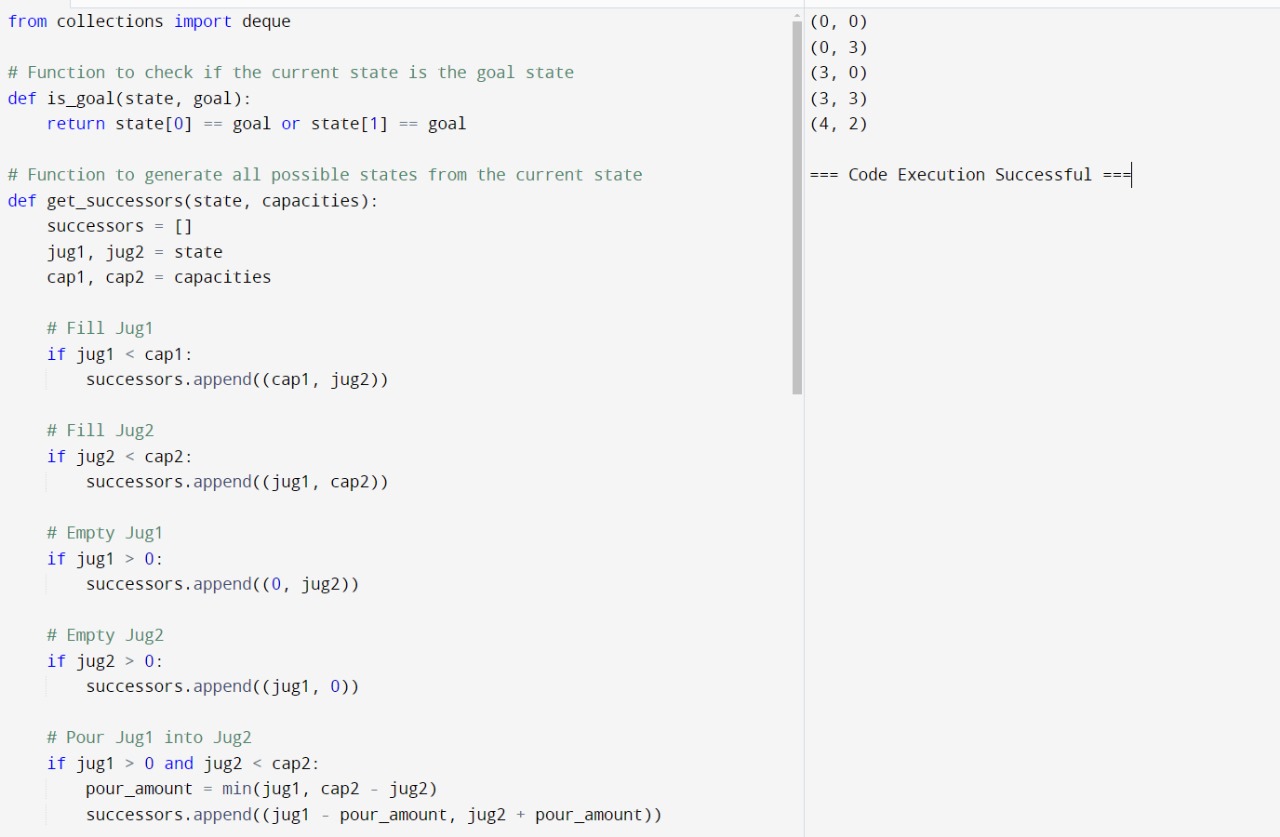 from collections import deque
# Function to check if the current state is the goal state
def is_goal(state, goal):
    return state[0] == goal or state[1] == goal
# Function to generate all possible states from the current state
def get_successors(state, capacities):
    successors = []
    jug1, jug2 = state
    cap1, cap2 = capacities
    # Fill Jug1
    if jug1 < cap1:
        successors.append((cap1, jug2))
    # Fill Jug2
    if jug2 < cap2:
        successors.append((jug1, cap2))
    # Empty Jug1
    if jug1 > 0:
        successors.append((0, jug2))
    # Empty Jug2
    if jug2 > 0:
        successors.append((jug1, 0))
    # Pour Jug1 into Jug2
    if jug1 > 0 and jug2 < cap2:
        pour_amount = min(jug1, cap2 - jug2)
        successors.append((jug1 - pour_amount, jug2 + pour_amount))
(0, 0)
(0, 3)
(3, 0)
(3, 3)
(4, 2)
=== Code Execution Successful ===